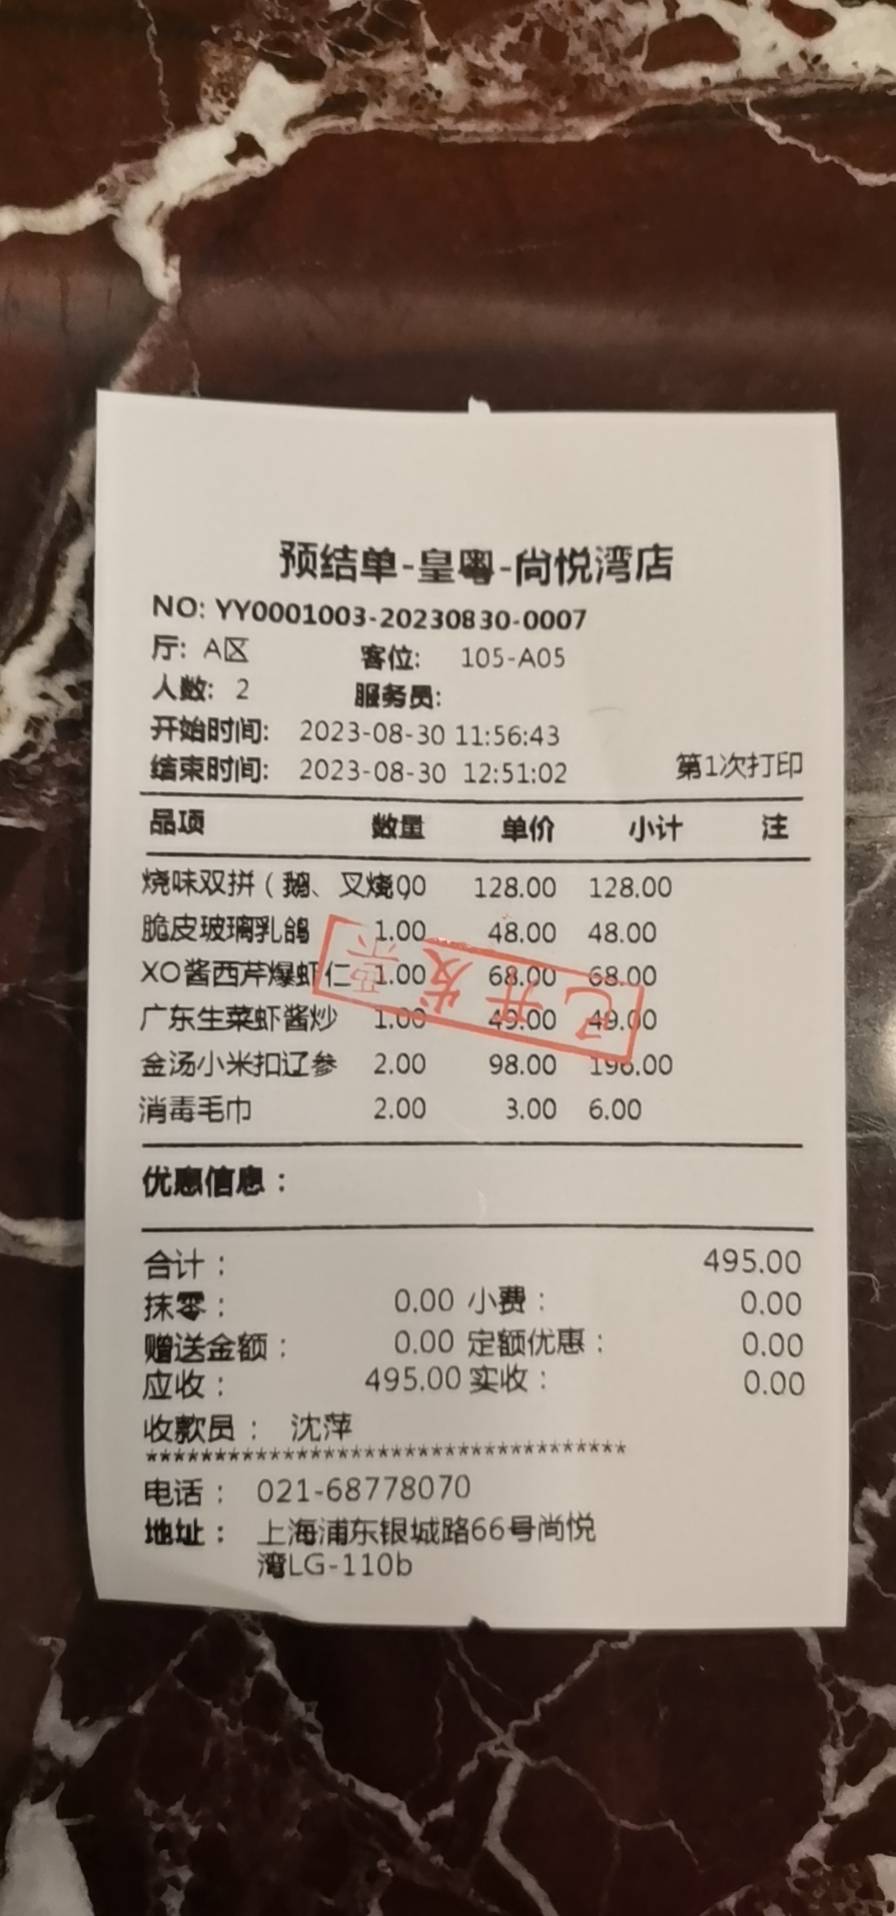 预结单-皇粤-尚悦湾店
NO: YY0001003-20230830-0007
厅: A区 客位: 105-A05
人数: 2 服务员:
开始时间: 2023-08-30 11:56:43
结束时间: 2023-08-30 12:51:02 第1次打印
品项 数量 单价 小计 注
烧味双拼（鹅、叉烧 00 128.00 128.00
脆皮玻璃乳鸽 1.00 48.00 48.00
XO酱西芹爆虾仁 1.00 68.00 68.00
广东生菜虾酱炒 1.00 49.00 49.00
金汤小米扣辽参 2.00 98.00 196.00
消毒毛巾 2.00 3.00 6.00
已开发票
优惠信息：
合计： 495.00
抹零： 0.00 小费： 0.00
赠送金额： 0.00 定额优惠： 0.00
应收： 495.00 实收： 0.00
收款员： 沈萍
***********************************
电话： 021-68778070
地址： 上海浦东银城路66号尚悦
湾LG-110b